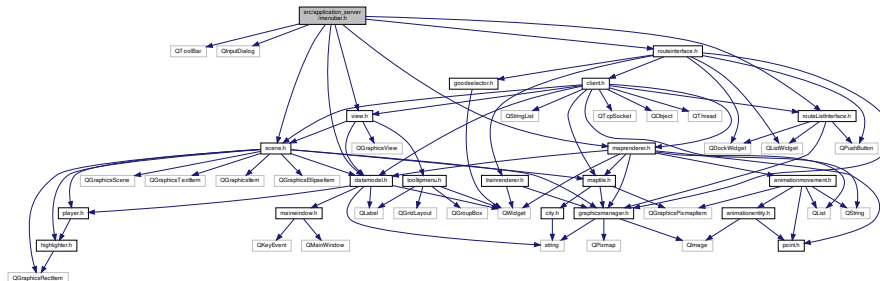 src/application_server
/menubar.h
QToolBar
QInputDialog
routeinterface.h
goodselector.h
client.h
view.h
QStringList
QTcpSocket
QObject
QThread
routeListInterface.h
scene.h
QGraphicsView
maprenderer.h
QDockWidget
QListWidget
QPushButton
QGraphicsScene
QGraphicsTextItem
QGraphicsItem
QGraphicsEllipseItem
datamodel.h
tooltipmenu.h
trainrenderer.h
maptile.h
animationmovement.h
player.h
mainwindow.h
QLabel
QGridLayout
QGroupBox
QWidget
city.h
graphicsmanager.h
QGraphicsPixmapItem
animationentity.h
QList
QString
highlighter.h
QKeyEvent
QMainWindow
string
QPixmap
QImage
point.h
QGraphicsRectItem